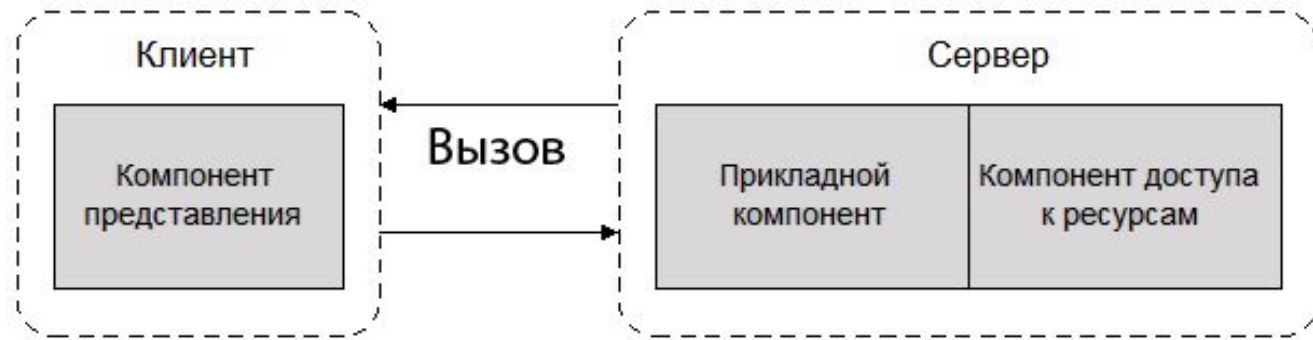 Клиент
Компонент
представления
Вызов
Сервер
Прикладной
компонент
Компонент доступа
к ресурсам